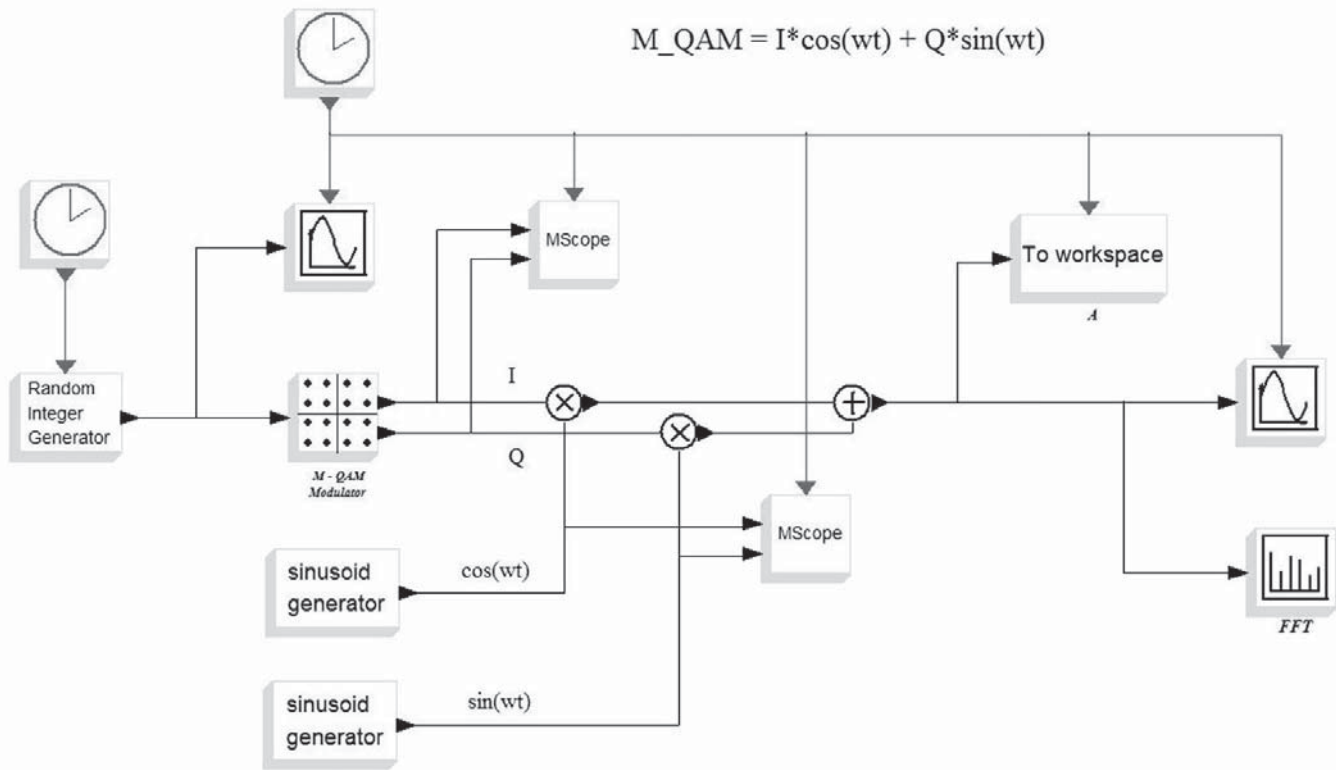 M_QAM = I*cos(wt) + Q*sin(wt)
MScope
To workspace
A
Random
Integer
Generator
I
Q
M - QAM
Modulator
MScope
sinusoid
generator
cos(wt)
FFT
sinusoid
generator
sin(wt)